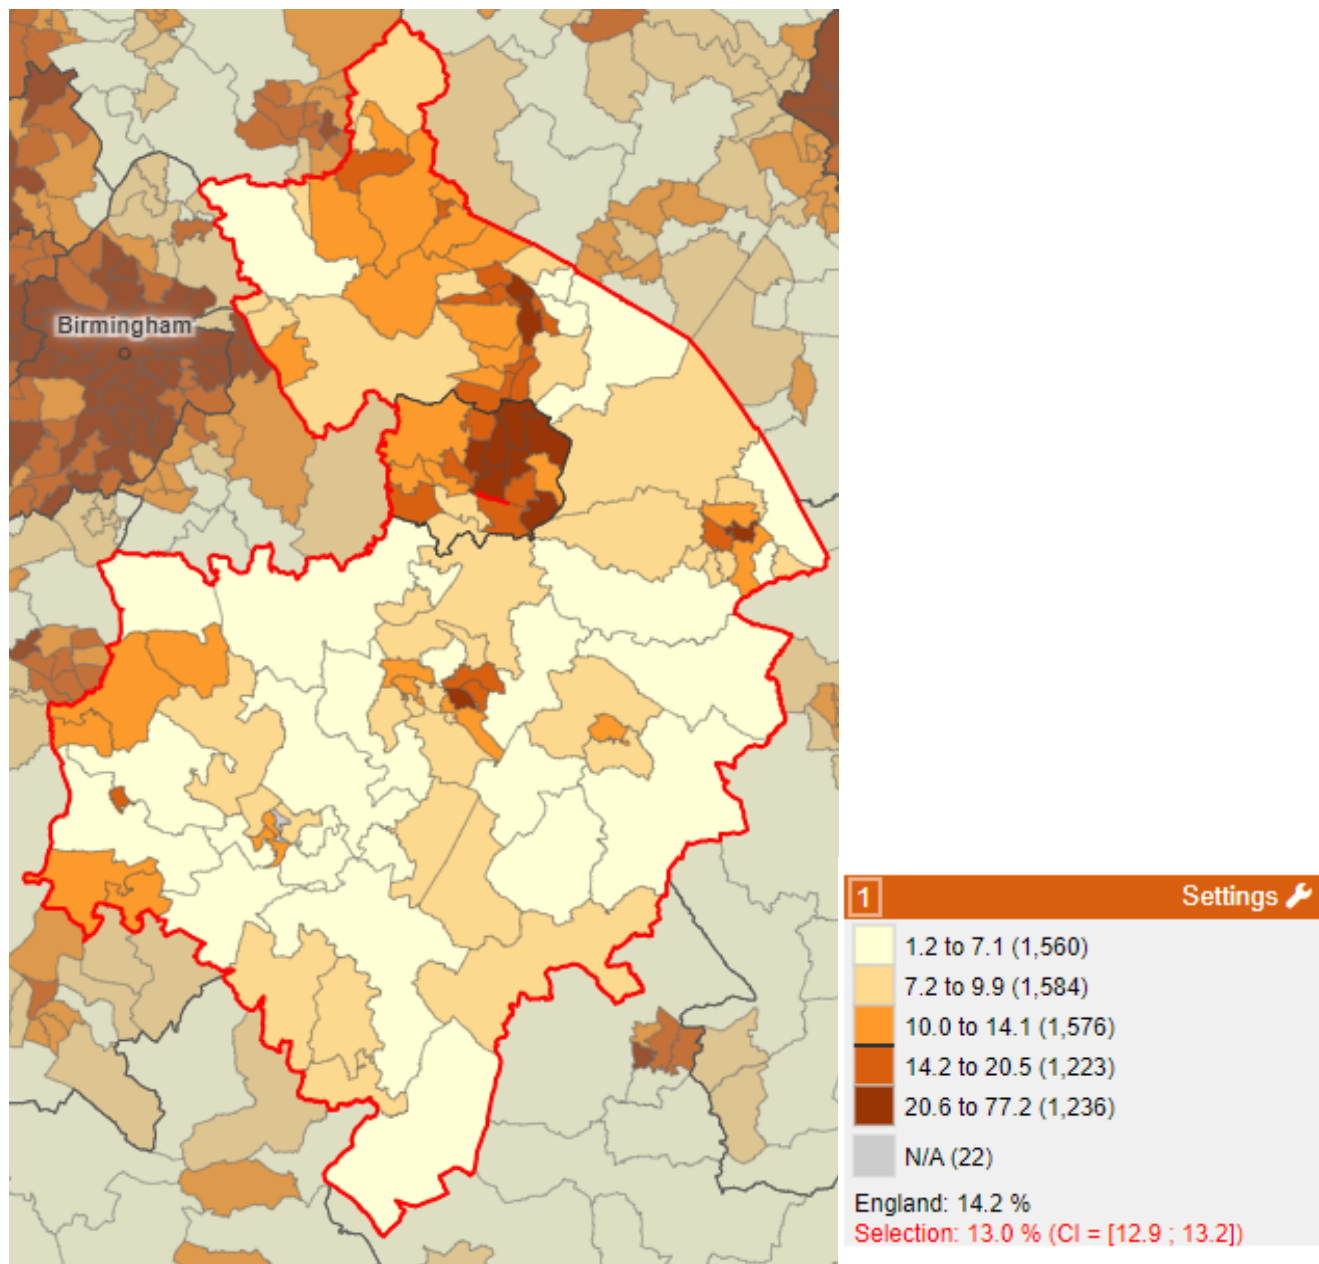 Birmingham
1 Settings
1.2 to 7.1 (1,560)
7.2 to 9.9 (1,584)
10.0 to 14.1 (1,576)
14.2 to 20.5 (1,223)
20.6 to 77.2 (1,236)
N/A (22)
England: 14.2 %
Selection: 13.0 % (CI = [12.9 ; 13.2])